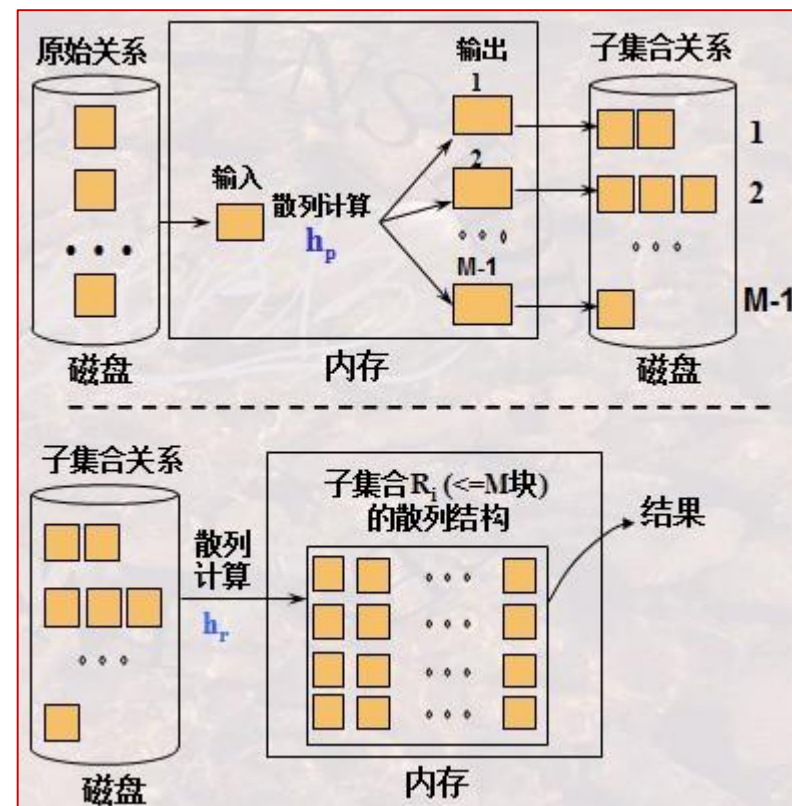 原始关系
输出
子集合关系
1
1
输入
2
2
散列计算
hp
M-1
M-1
磁盘
内存
磁盘
子集合关系
子集合Ri (<=M块)
的散列结构
结果
散列
计算
hr
磁盘
内存